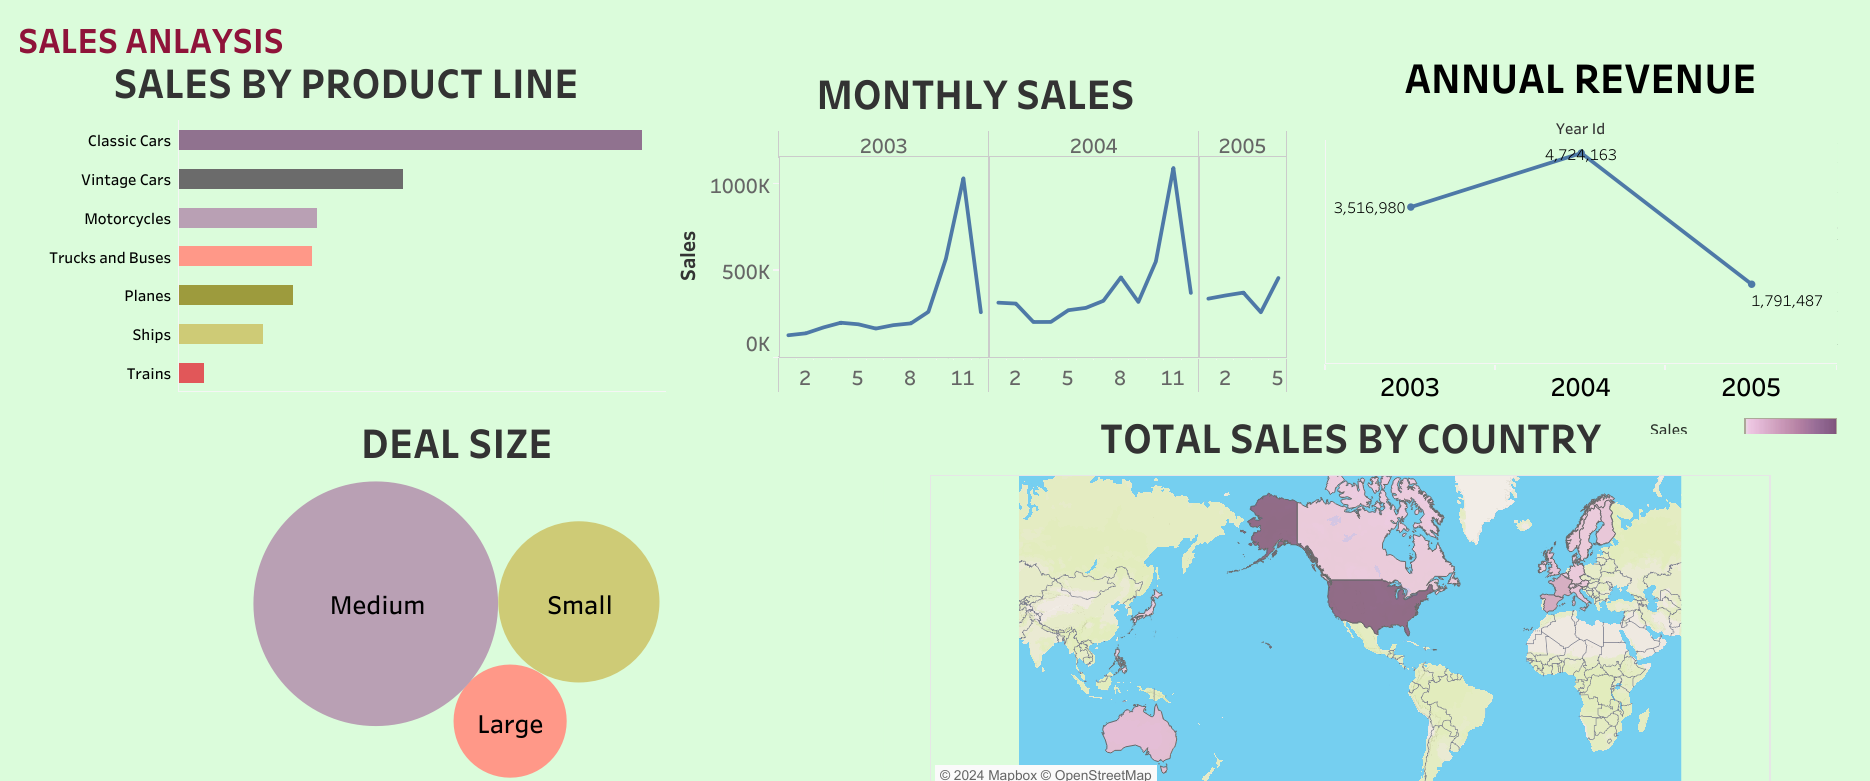 SALES ANLAYSIS
SALES BY PRODUCT LINE
Classic Cars
Vintage Cars
Motorcycles
Trucks and Buses
Planes
Ships
Trains
MONTHLY SALES
2003 2004 2005
Sales
1000K
500K
0K
2 5 8 11 2 5 8 11 2 5
ANNUAL REVENUE
Year Id
4,724,163
3,516,980
1,791,487
2003 2004 2005
DEAL SIZE
Medium
Small
Large
TOTAL SALES BY COUNTRY
Sales
© 2024 Mapbox © OpenStreetMap